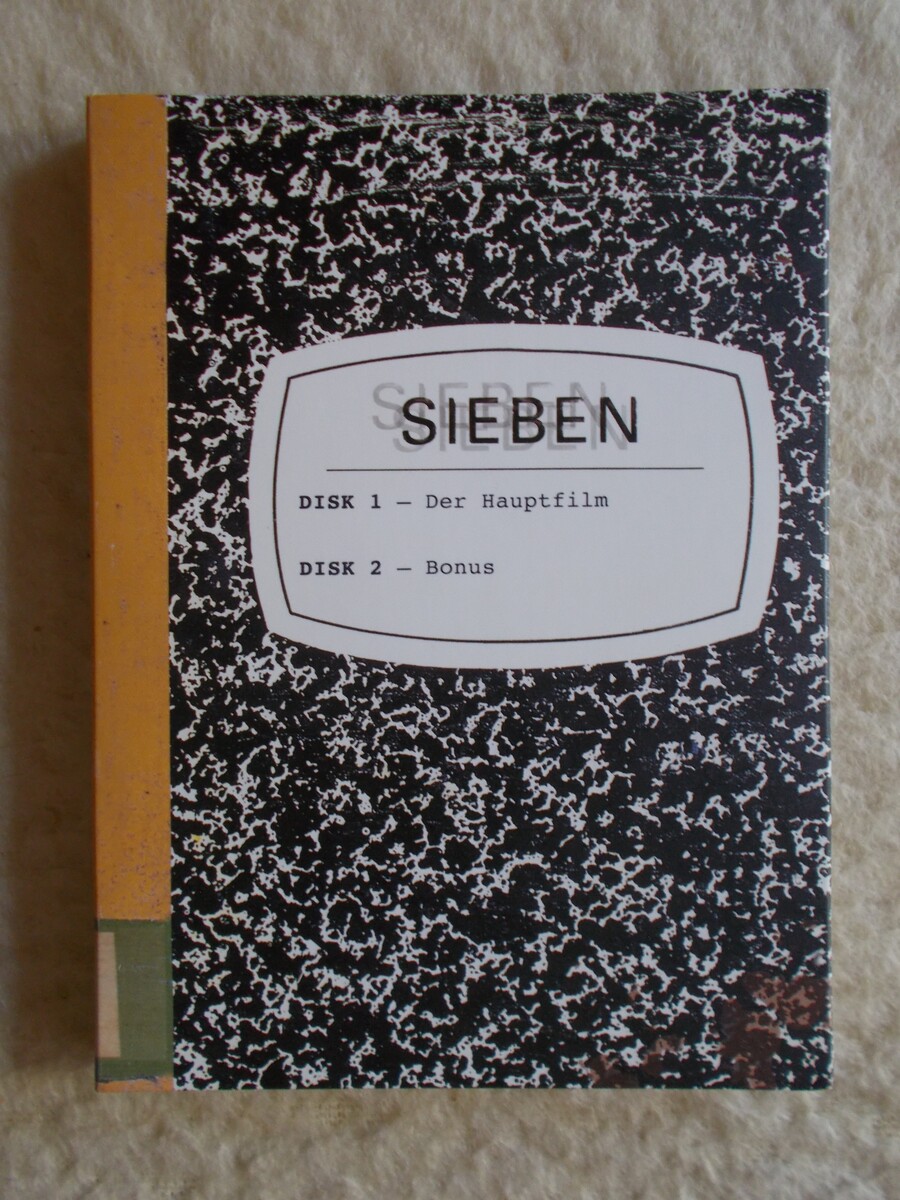 SIEBEN
DISK 1 — Der Hauptfilm
DISK 2 — Bonus